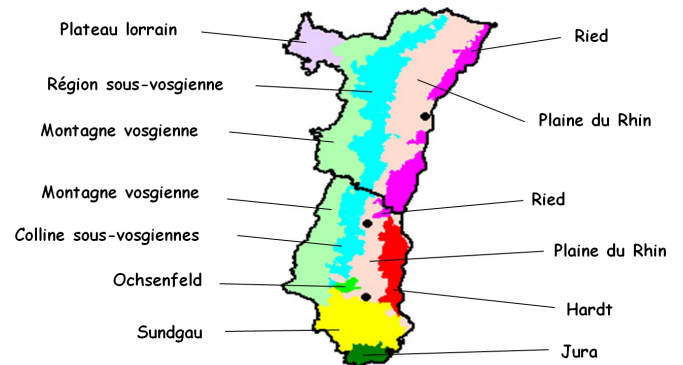 Plateau lorrain
Ried
Région sous-vosgienne
Plaine du Rhin
Montagne vosgienne
Montagne vosgienne
Ried
Colline sous-vosgiennes
Plaine du Rhin
Ochsenfeld
Hardt
Sundgau
Jura